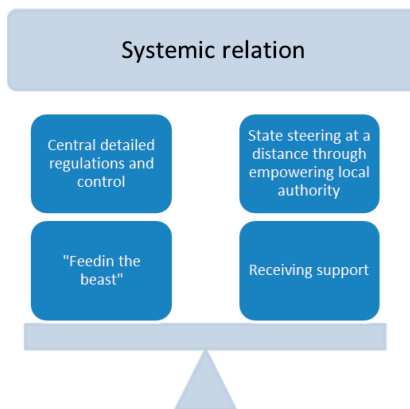 Systemic relation
Central detailed
regulations and
control
State steering at a
distance through
empowering local
authority
"Feedin the
beast"
Receiving support